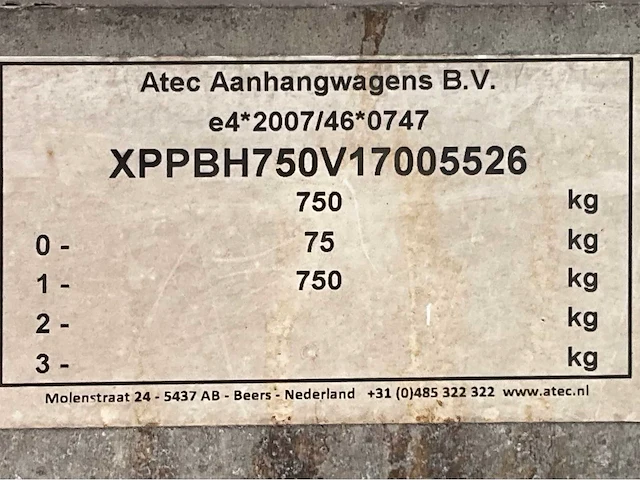 Atec Aanhangwagens B.V.
e4*2007/46*0747
XPPBH750V17005526
750 kg
0 - 75 kg
1 - 750 kg
2 - kg
3 - kg
Molenstraat 24 - 5437 AB - Beers - Nederland +31 (0)485 322 322 www.atec.nl